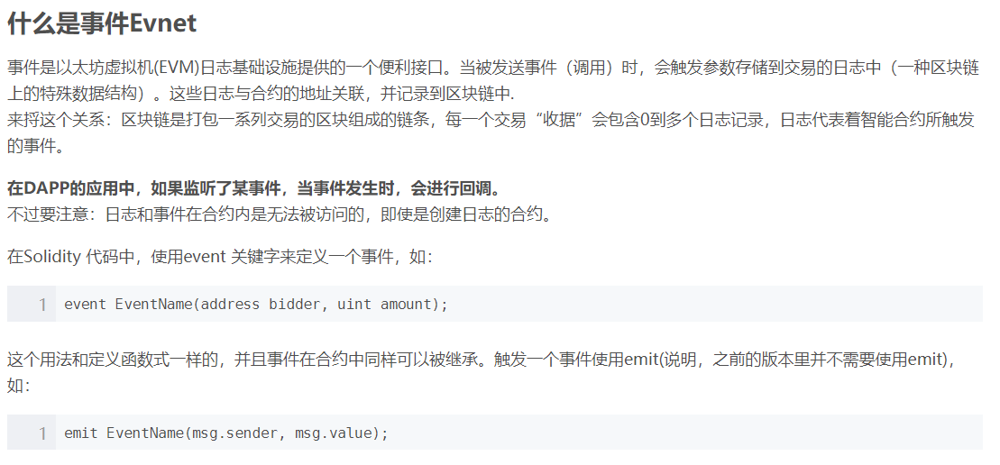 什么是事件Evnet
事件是以太坊虚拟机(EVM)日志基础设施提供的一个便利接口。当被发送事件（调用）时，会触发参数存储到交易的日志中（一种区块链
上的特殊数据结构）。这些日志与合约的地址关联，并记录到区块链中.
来捋这个关系：区块链是打包一系列交易的区块组成的链条，每一个交易“收据”会包含0到多个日志记录，日志代表着智能合约所触发
的事件。
在DAPP的应用中，如果监听了某事件，当事件发生时，会进行回调。
不过要注意：日志和事件在合约内是无法被访问的，即使是创建日志的合约。
在Solidity 代码中，使用event 关键字来定义一个事件，如：
1 event EventName(address bidder, uint amount);
这个用法和定义函数式一样的，并且事件在合约中同样可以被继承。触发一个事件使用emit(说明，之前的版本里并不需要使用emit)，
如：
1 emit EventName(msg.sender, msg.value);